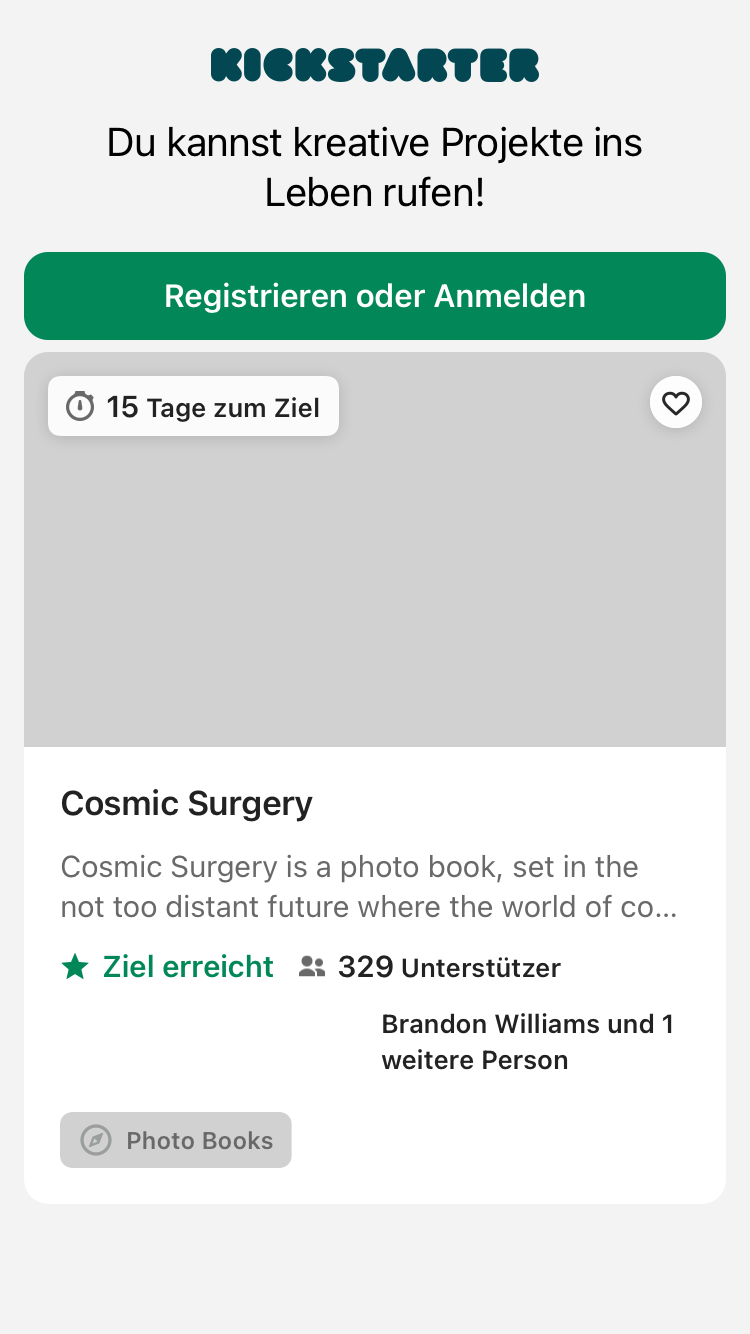 KICKSTARTER
Du kannst kreative Projekte ins
Leben rufen!
Registrieren oder Anmelden
15 Tage zum Ziel
Cosmic Surgery
Cosmic Surgery is a photo book, set in the
not too distant future where the world of co...
Ziel erreicht
329 Unterstützer
Brandon Williams und 1
weitere Person
Photo Books